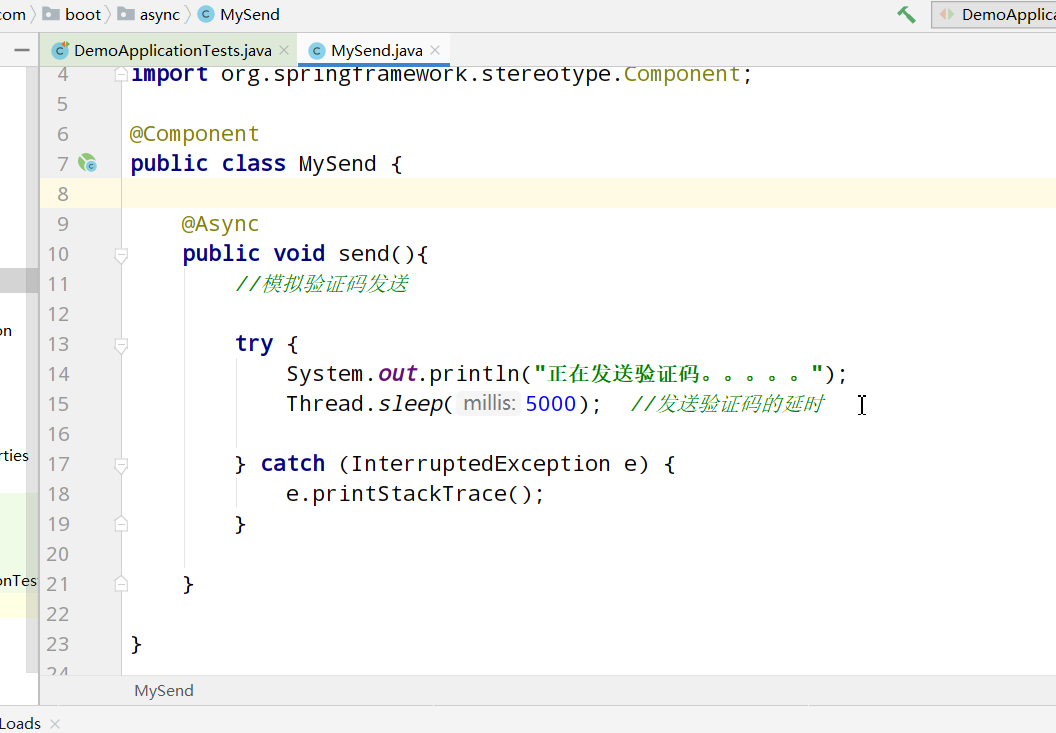 com boot async MySend DemoApplica
DemoApplicationTests.java MySend.java
4 import org.springframework.stereotype.Component;
5
6 @Component
7 public class MySend {
8
9 @Async
10 public void send(){
11 //模拟验证码发送
12
13 try {
14 System.out.println("正在发送验证码。。。。。");
15 Thread.sleep( millis: 5000); //发送验证码的延时
16
17 } catch (InterruptedException e) {
18 e.printStackTrace();
19 }
20
21 }
22
23 }
24
on
rties
onTes
MySend
Loads